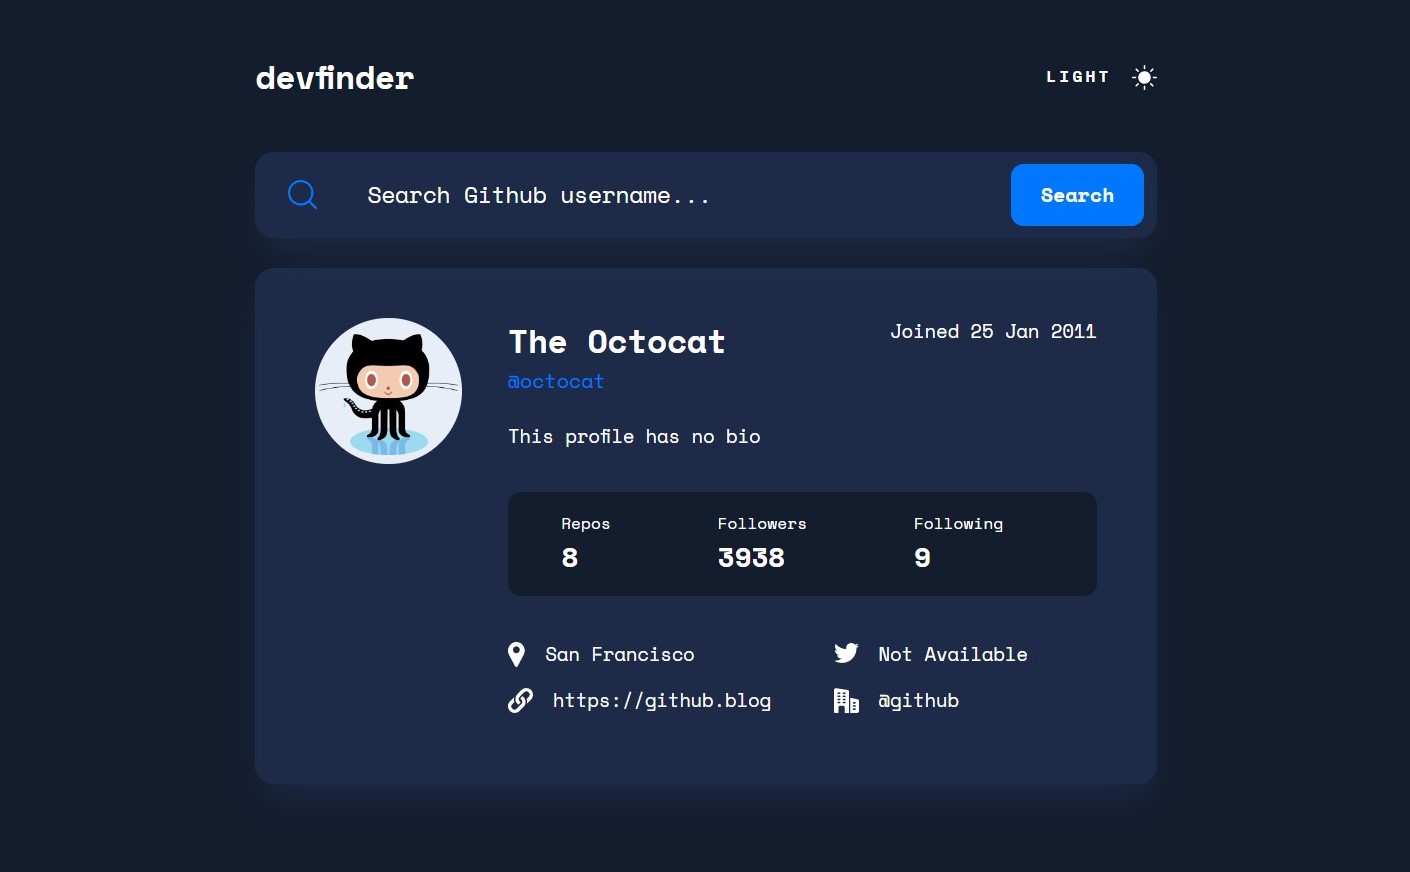 devfinder
LIGHT
Search Github username...
Search
The Octocat
Joined 25 Jan 2011
@octocat
This profile has no bio
Repos
Followers
Following
8
3938
9
San Francisco
Not Available
https://github.blog
@github